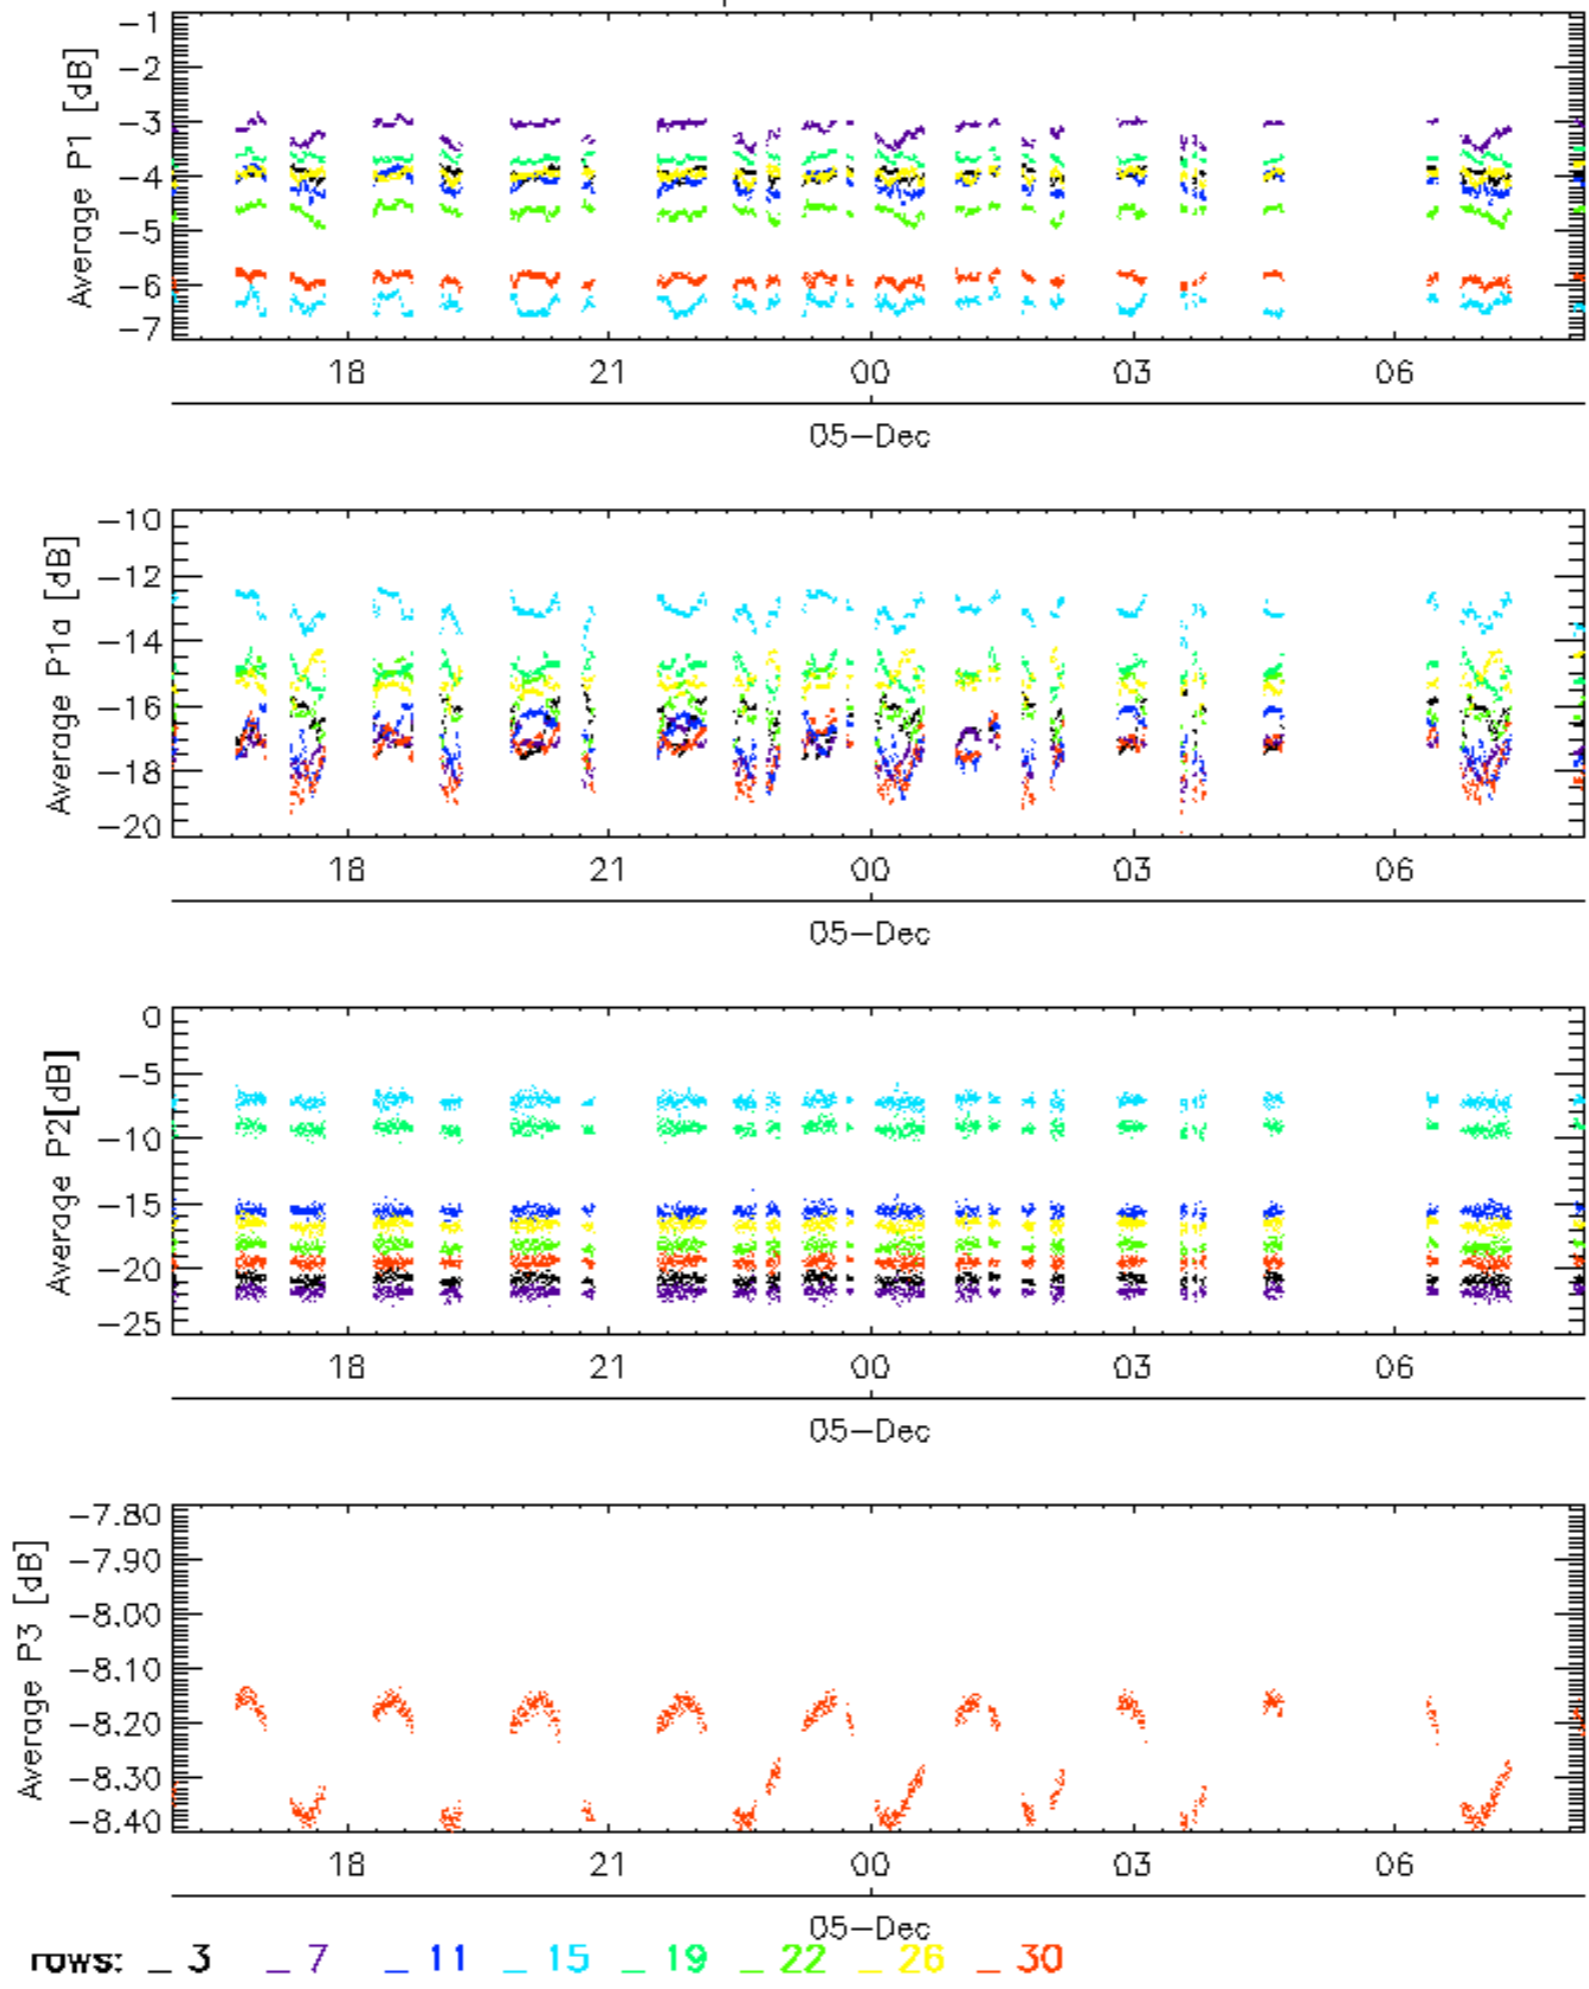 Average P1 [dB]
−1
−2
−3
−4
−5
−6
−7
18 21 00 03 06
05−Dec
Average P1a [dB]
−10
−12
−14
−16
−18
−20
18 21 00 03 06
05−Dec
Average P2[dB]
0
−5
−10
−15
−20
−25
18 21 00 03 06
05−Dec
Average P3 [dB]
−7.80
−7.90
−8.00
−8.10
−8.20
−8.30
−8.40
18 21 00 03 06
05−Dec
rows: _ 3 _ 7 _ 11 _ 15 _ 19 _ 22 _ 26 _ 30